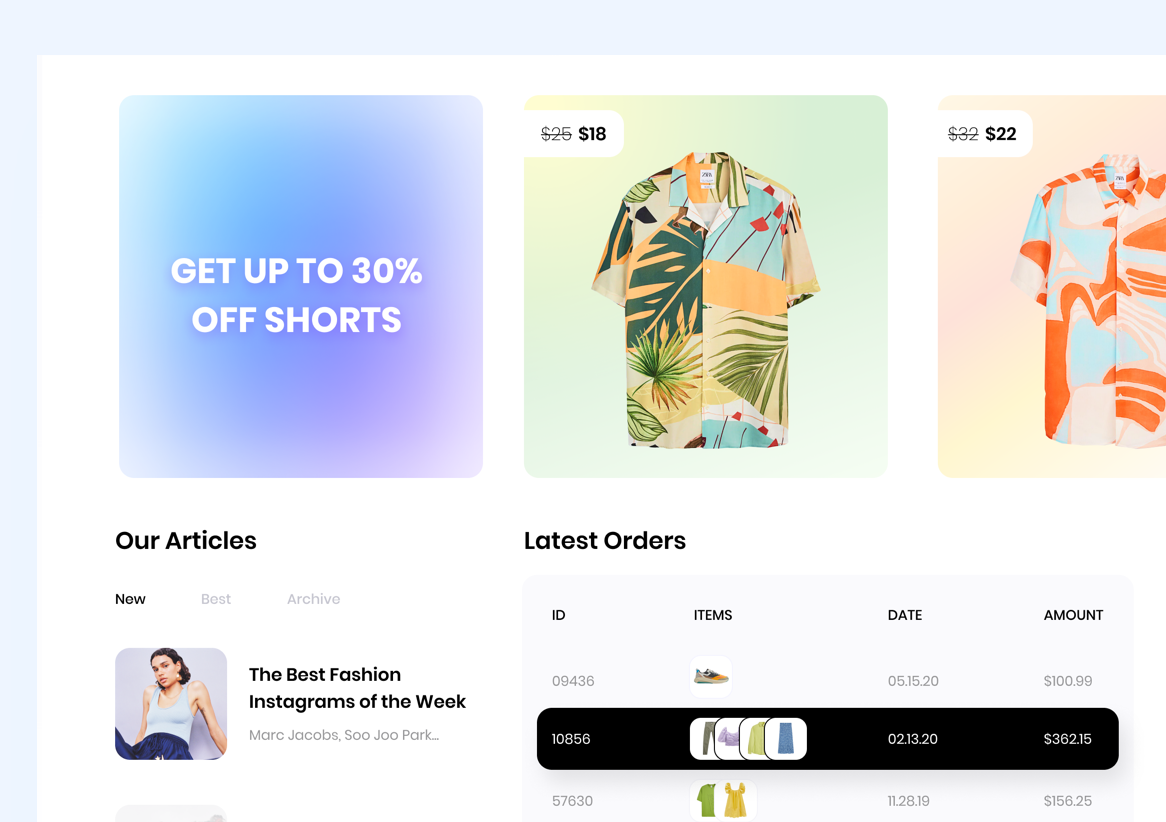 GET UP TO 30%
OFF SHORTS
$25 $18
$32 $22
ZARA
Our Articles
New Best Archive
The Best Fashion
Instagrams of the Week
Marc Jacobs, Soo Joo Park...
Latest Orders
ID ITEMS DATE AMOUNT
09436 05.15.20 $100.99
10856 02.13.20 $362.15
57630 11.28.19 $156.25